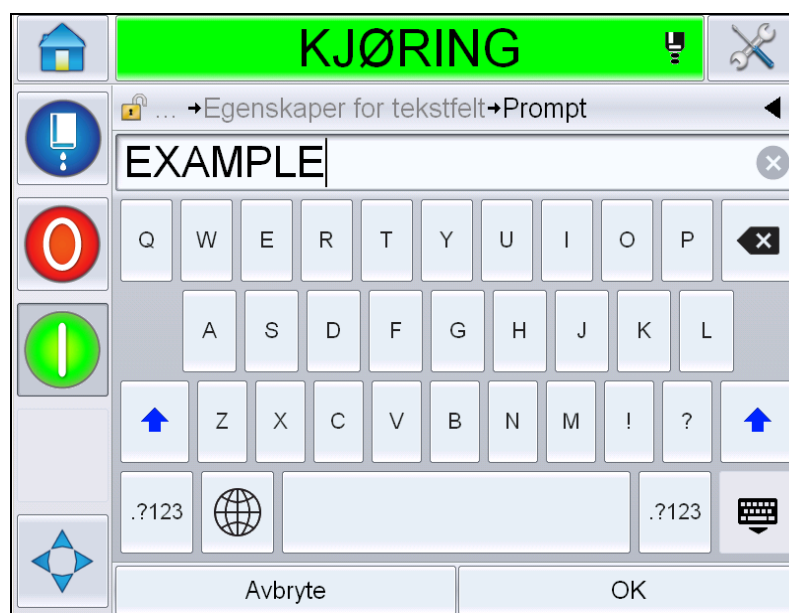 KJØRING
... →Egenskaper for tekstfelt→Prompt
EXAMPLE
Q W E R T Y U I O P
A S D F G H J K L
Z X C V B N M ! ?
.?123 .?123
Avbryte OK